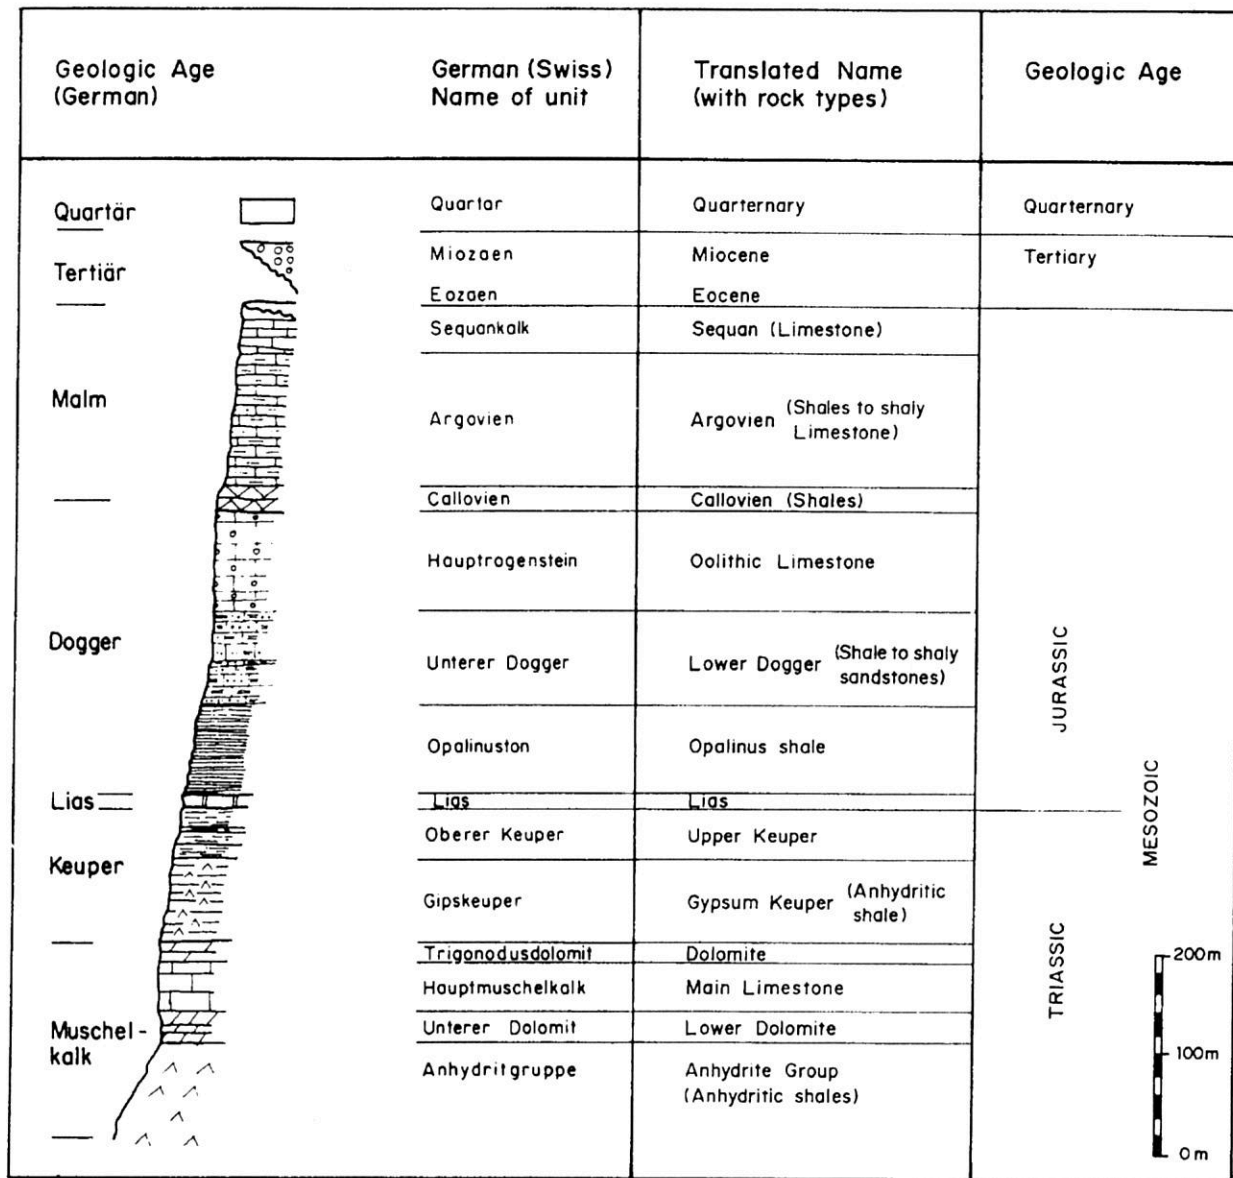 Geologic Age
(German)
German (Swiss)
Name of unit
Translated Name
(with rock types)
Geologic Age
Quartär
Quartar
Quarternary
Quarternary
Tertiär
Miozaen
Miocene
Tertiary
Eozaen
Eocene
Malm
Sequankalk
Sequan (Limestone)
Argovien
Argovien (Shales to shaly
Limestone)
Callovien
Callovien (Shales)
Dogger
Hauptrogenstein
Oolithic Limestone
Unterer Dogger
Lower Dogger (Shale to shaly
sandstones)
Opalinuston
Opalinus shale
Lias
Lias
Lias
JURASSIC
Keuper
Oberer Keuper
Upper Keuper
Gipskeuper
Gypsum Keuper (Anhydritic
shale)
Muschel-
kalk
Trigonodusdolomit
Dolomite
Hauptmuschelkalk
Main Limestone
Unterer Dolomit
Lower Dolomite
Anhydritgruppe
Anhydrite Group
(Anhydritic shales)
TRIASSIC
MESOZOIC
200m
100m
0m